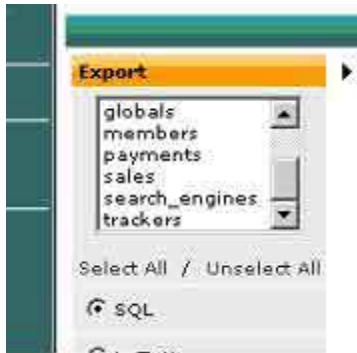 Export
globals
members
payments
sales
search_engines
trackers
Select All / Unselect All
SQL